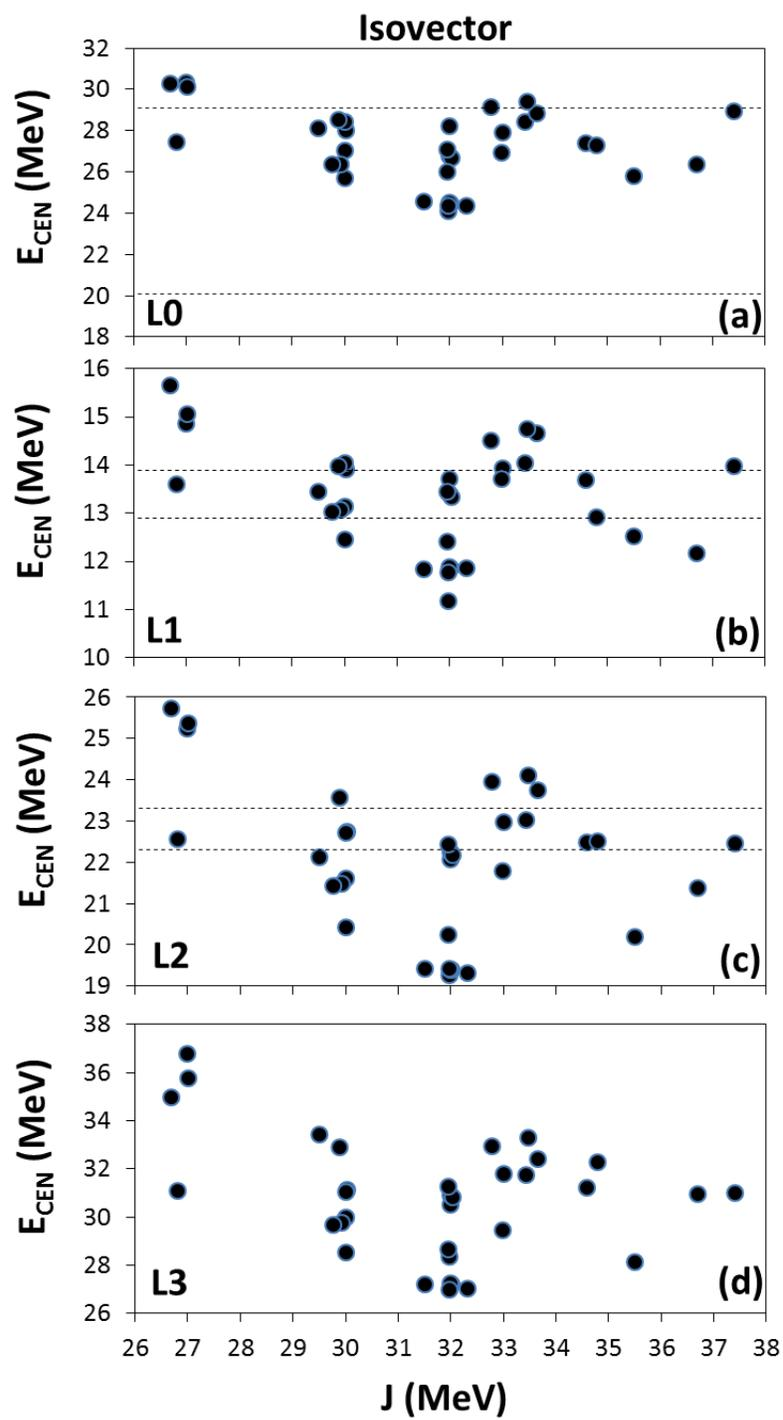 Isovector
32
30
28
26
24
22
20
18
E_CEN (MeV)
L0
(a)
16
15
14
13
12
11
10
E_CEN (MeV)
L1
(b)
26
25
24
23
22
21
20
19
E_CEN (MeV)
L2
(c)
38
36
34
32
30
28
26
E_CEN (MeV)
L3
(d)
26 27 28 29 30 31 32 33 34 35 36 37 38
J (MeV)